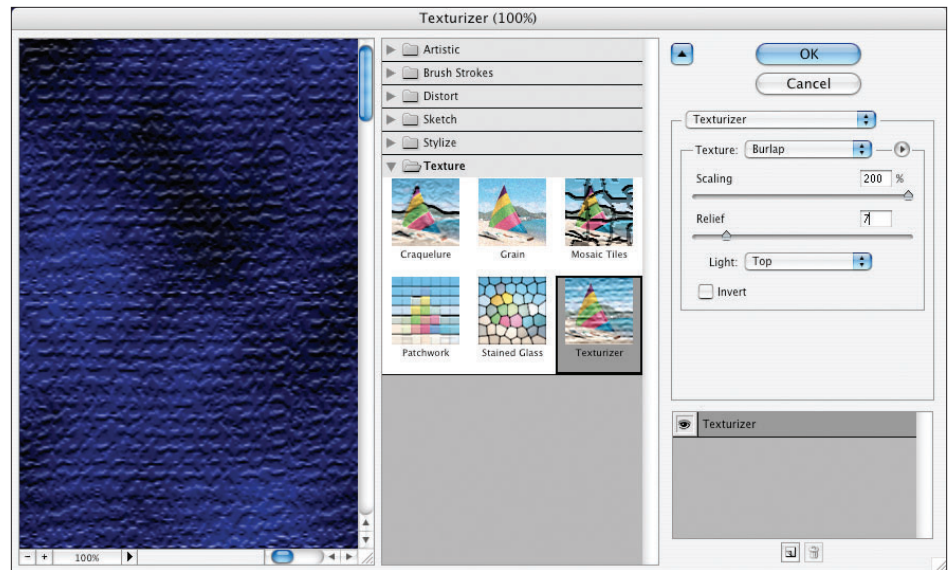 Texturizer (100%)
Artistic
Brush Strokes
Distort
Sketch
Stylize
Texture
Craquelure
Grain
Mosaic Tiles
Patchwork
Stained Glass
Texturizer
- + 100%
OK
Cancel
Texturizer
Texture: Burlap
Scaling 200 %
Relief 7
Light: Top
Invert
Texturizer